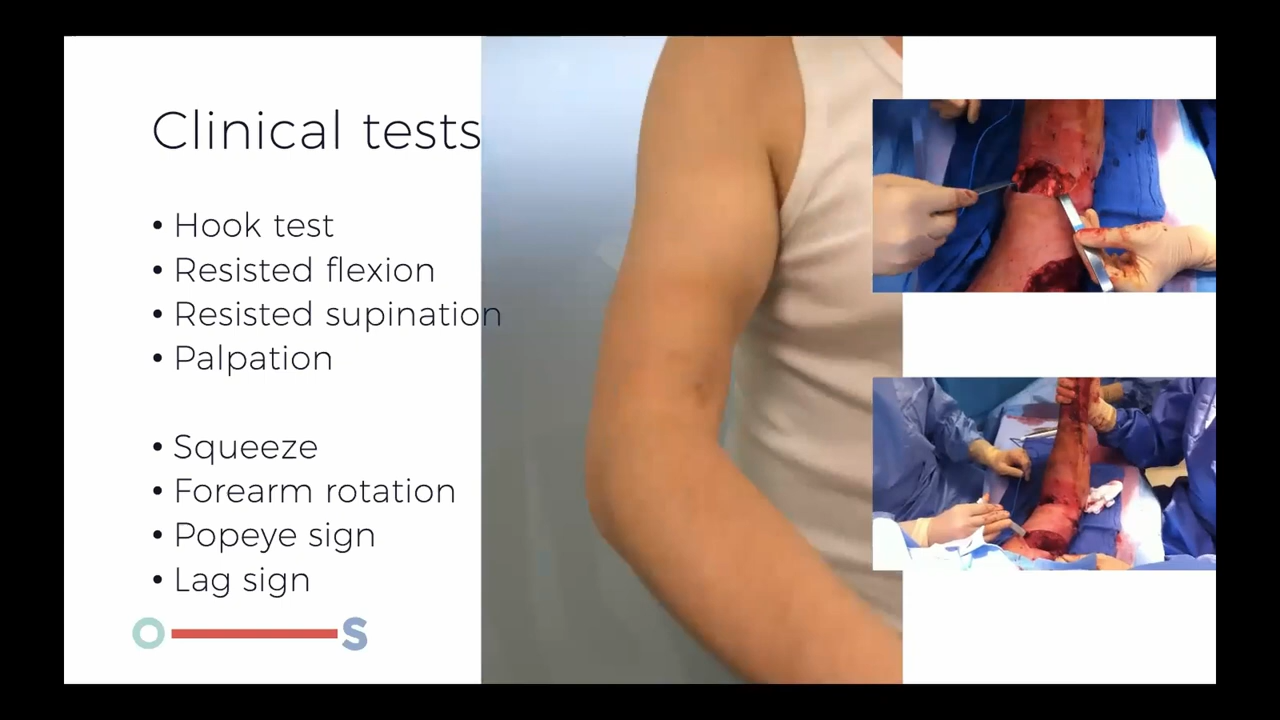 Clinical tests
• Hook test
• Resisted flexion
• Resisted supination
• Palpation
• Squeeze
• Forearm rotation
• Popeye sign
• Lag sign
O S